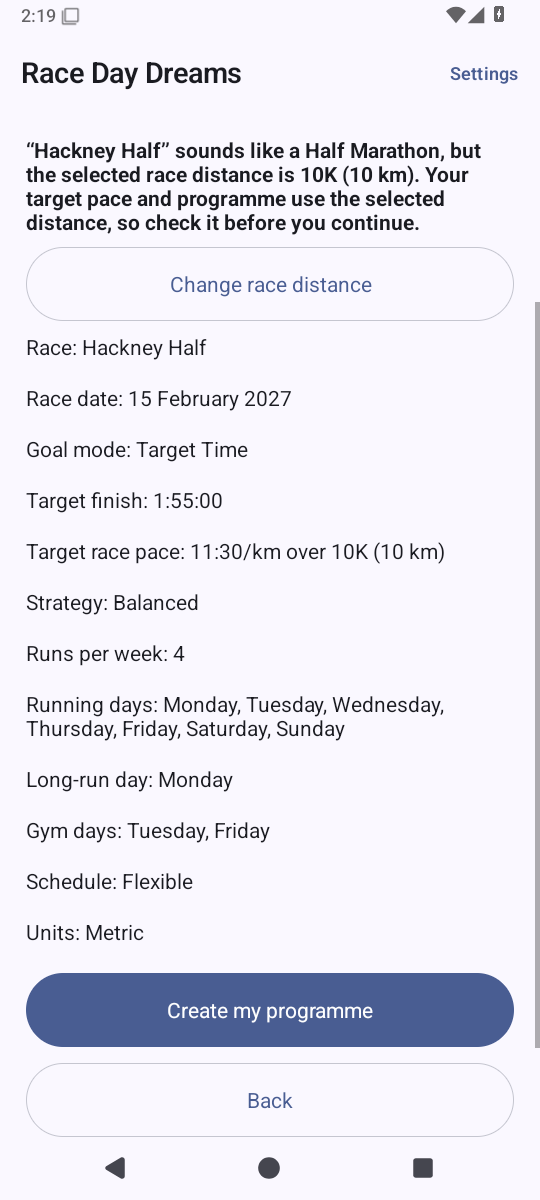 2:19
Race Day Dreams
Settings
“Hackney Half” sounds like a Half Marathon, but
the selected race distance is 10K (10 km). Your
target pace and programme use the selected
distance, so check it before you continue.
Change race distance
Race: Hackney Half
Race date: 15 February 2027
Goal mode: Target Time
Target finish: 1:55:00
Target race pace: 11:30/km over 10K (10 km)
Strategy: Balanced
Runs per week: 4
Running days: Monday, Tuesday, Wednesday,
Thursday, Friday, Saturday, Sunday
Long-run day: Monday
Gym days: Tuesday, Friday
Schedule: Flexible
Units: Metric
Create my programme
Back